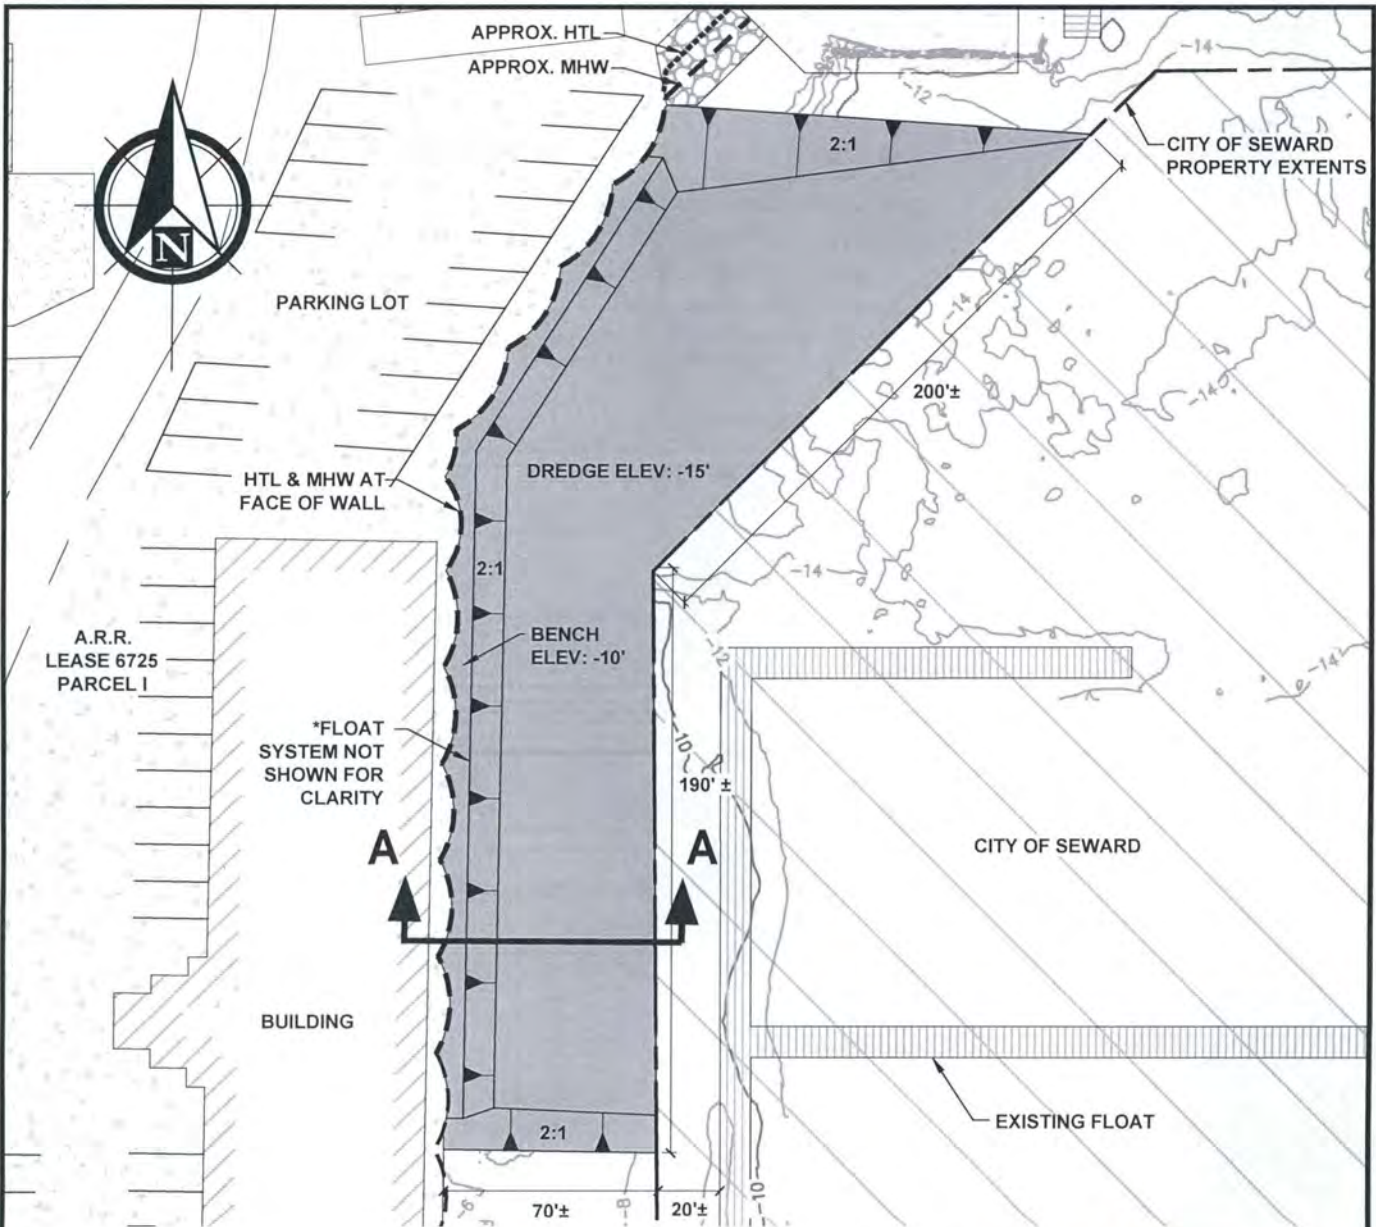 APPROX. HTL
APPROX. MHW
-14
-12
CITY OF SEWARD
PROPERTY EXTENTS
2:1
N
PARKING LOT
-14
200'±
-14
HTL & MHW AT
FACE OF WALL
DREDGE ELEV: -15'
2:1
-14
A.R.R.
LEASE 6725
PARCEL I
BENCH
ELEV: -10'
-12
-14
*FLOAT
SYSTEM NOT
SHOWN FOR
CLARITY
-10
190' ±
A
A
CITY OF SEWARD
BUILDING
EXISTING FLOAT
2:1
-6
70'±
-8
20'±
-10